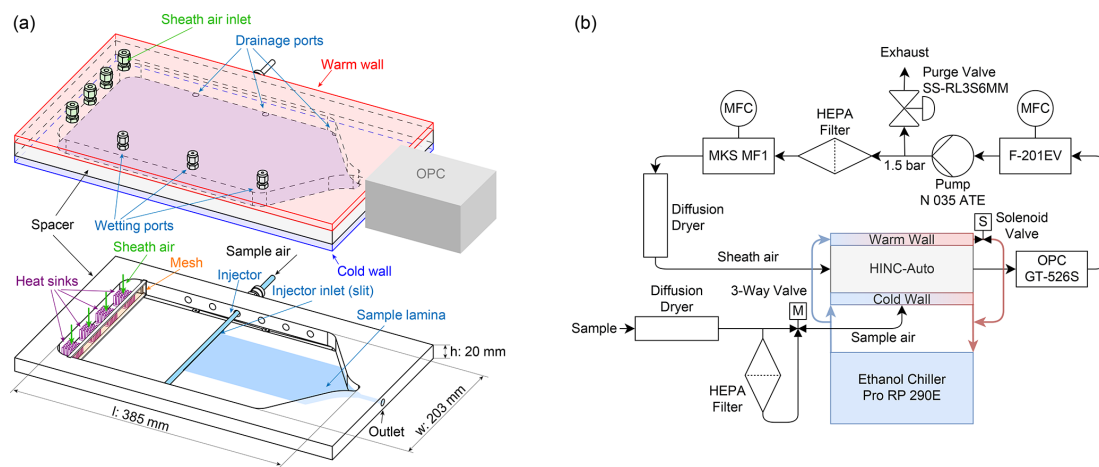 (a)
Sheath air inlet
Drainage ports
Warm wall
OPC
Spacer
Wetting ports
Cold wall
Sheath air
Mesh
Sample air
Heat sinks
Injector
Injector inlet (slit)
Sample lamina
h: 20 mm
w: 203 mm
l: 385 mm
Outlet
(b)
Exhaust
Purge Valve
SS-RL3S6MM
MFC
HEPA
Filter
MFC
MKS MF1
1.5 bar
F-201EV
Pump
N 035 ATE
Diffusion
Dryer
S
Solenoid
Valve
Warm Wall
Sheath air
HINC-Auto
OPC
GT-526S
Diffusion
Dryer
3-Way Valve
M
Cold Wall
Sample
Sample air
HEPA
Filter
Ethanol Chiller
Pro RP 290E